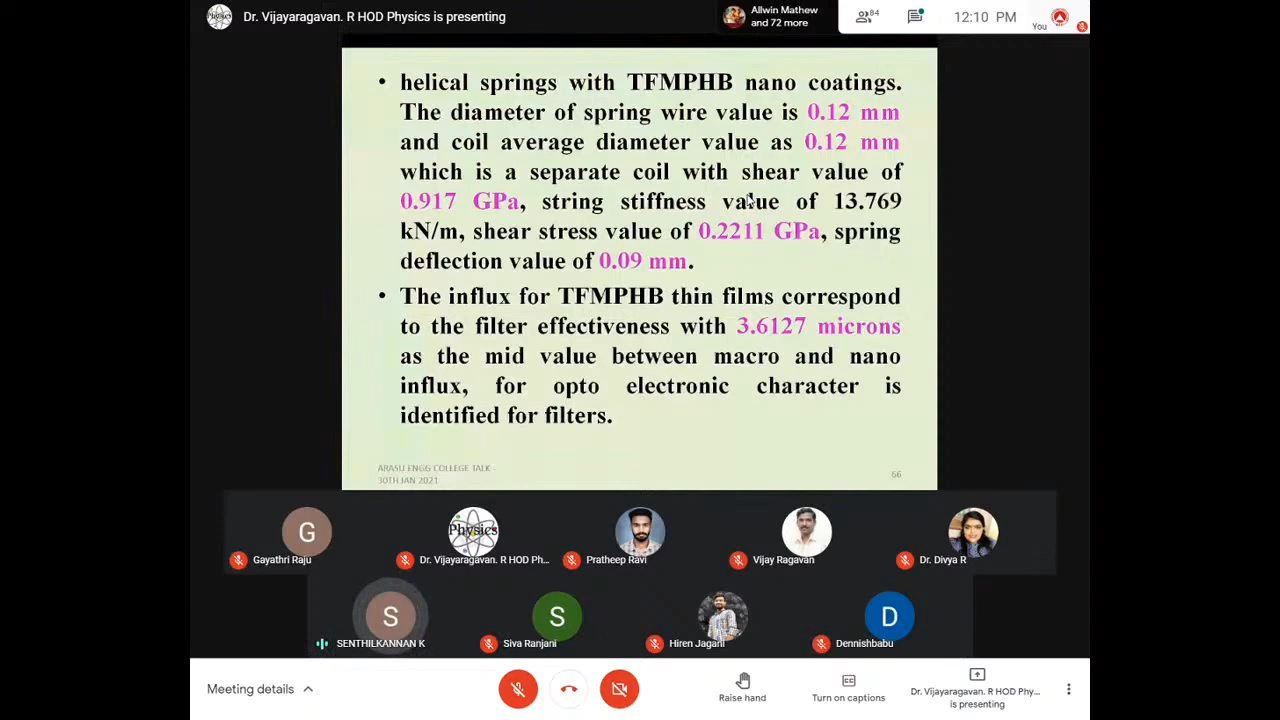 Dr. Vijayaragavan. R HOD Physics is presenting
Allwin Mathew
and 72 more
84
12:10 PM
You
• helical springs with TFMPHB nano coatings.
The diameter of spring wire value is 0.12 mm
and coil average diameter value as 0.12 mm
which is a separate coil with shear value of
0.917 GPa, string stiffness value of 13.769
kN/m, shear stress value of 0.2211 GPa, spring
deflection value of 0.09 mm.
• The influx for TFMPHB thin films correspond
to the filter effectiveness with 3.6127 microns
as the mid value between macro and nano
influx, for opto electronic character is
identified for filters.
ARASU ENGG COLLEGE TALK -
30TH JAN 2021
66
G
Physics
Gayathri Raju
Dr. Vijayaragavan. R HOD Ph...
Pratheep Ravi
Vijay Ragavan
Dr. Divya R
S
S
D
SENTHILKANNAN K
Siva Ranjani
Hiren Jagani
Dennishbabu
Meeting details
Raise hand
CC
Turn on captions
Dr. Vijayaragavan. R HOD Phy...
is presenting